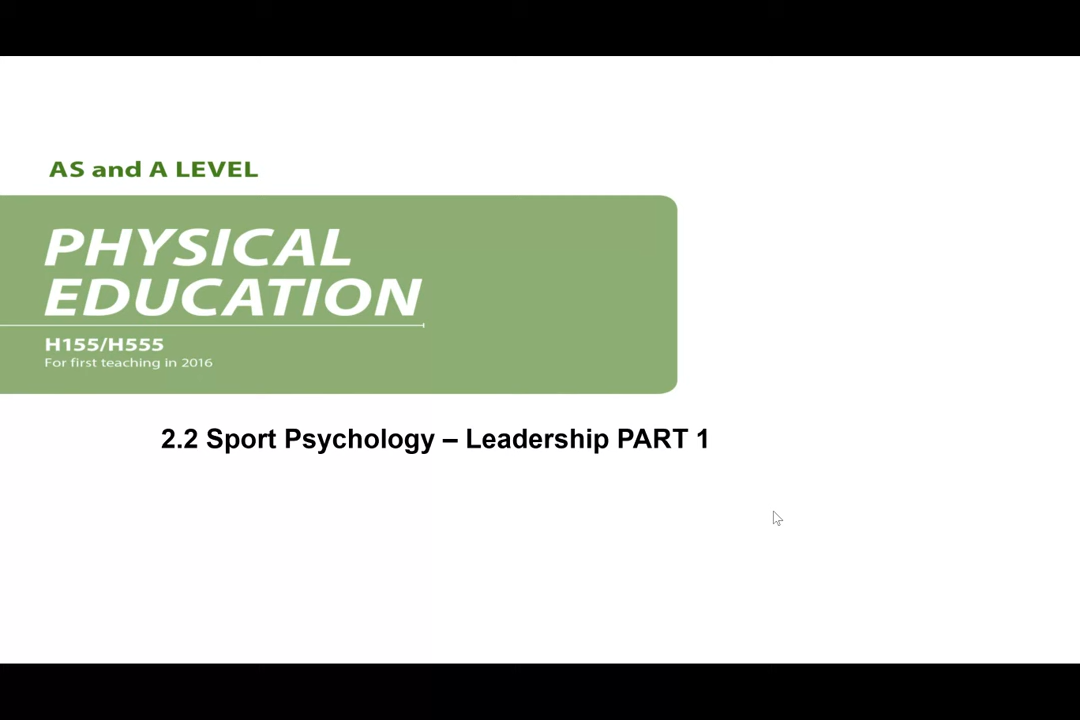 AS and A LEVEL
PHYSICAL
EDUCATION
H155/H555
For first teaching in 2016
2.2 Sport Psychology – Leadership PART 1